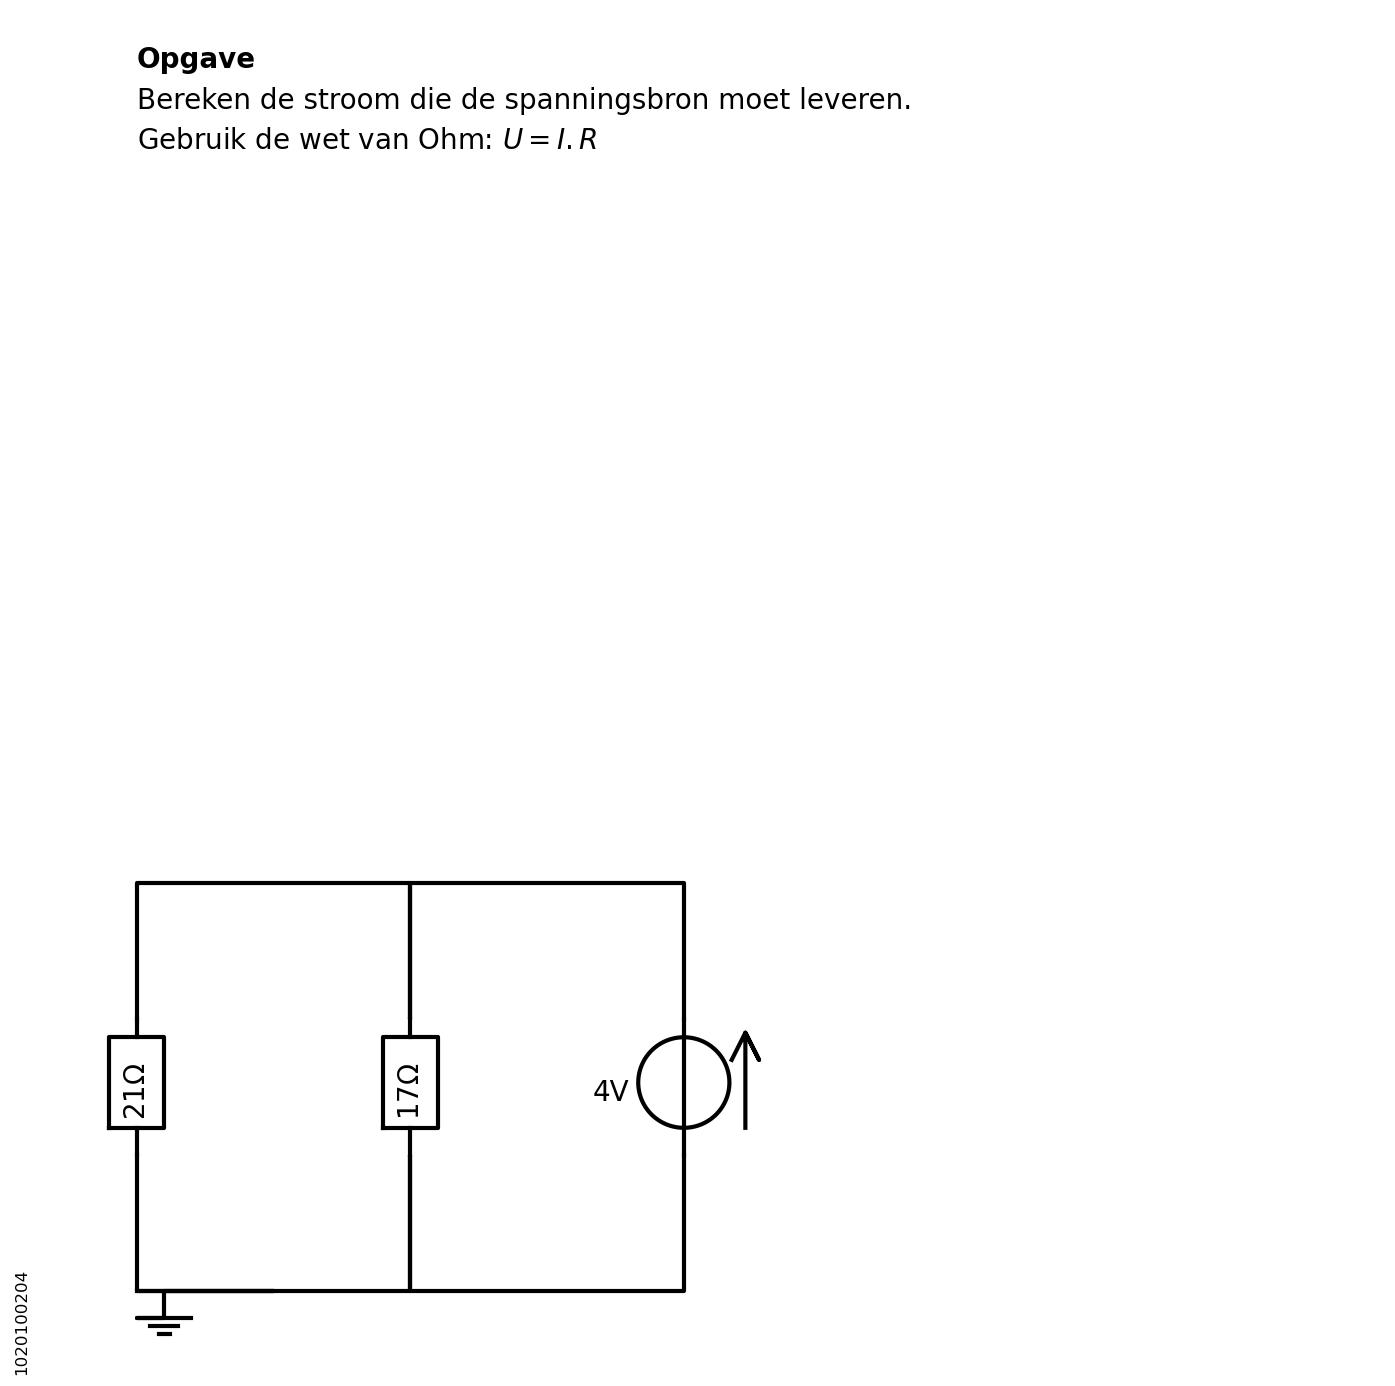 Opgave
Bereken de stroom die de spanningsbron moet leveren.
Gebruik de wet van Ohm: U = I.R
21Ω
17Ω
4V
1020100204